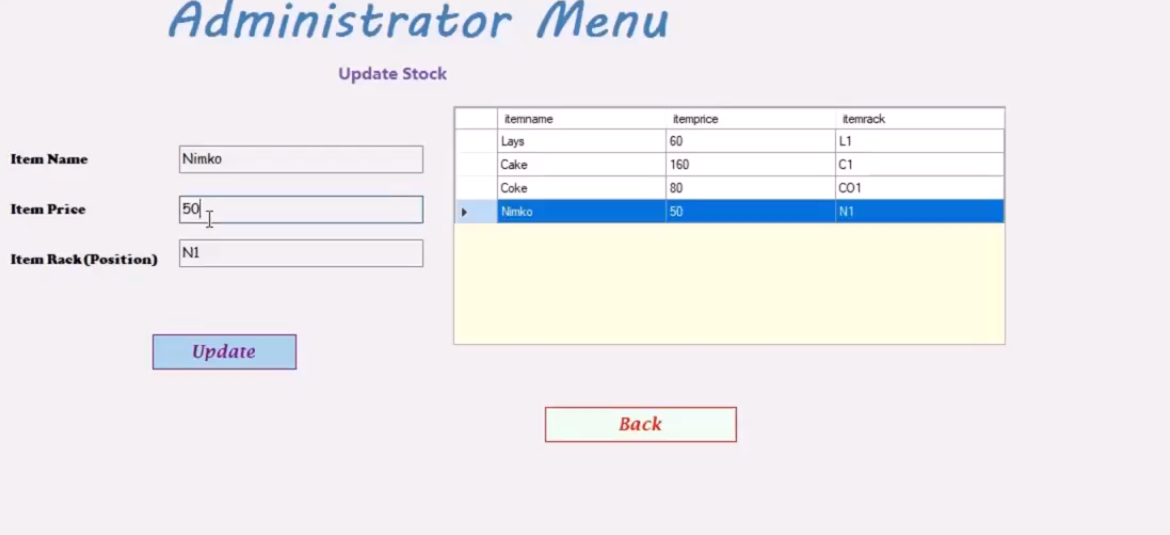 Administrator Menu
Update Stock
itemname itemprice itemrack
Lays 60 L1
Cake 160 C1
Coke 80 CO1
Nimko 50 N1
Item Name Nimko
Item Price 50
Item Rack(Position) N1
Update
Back